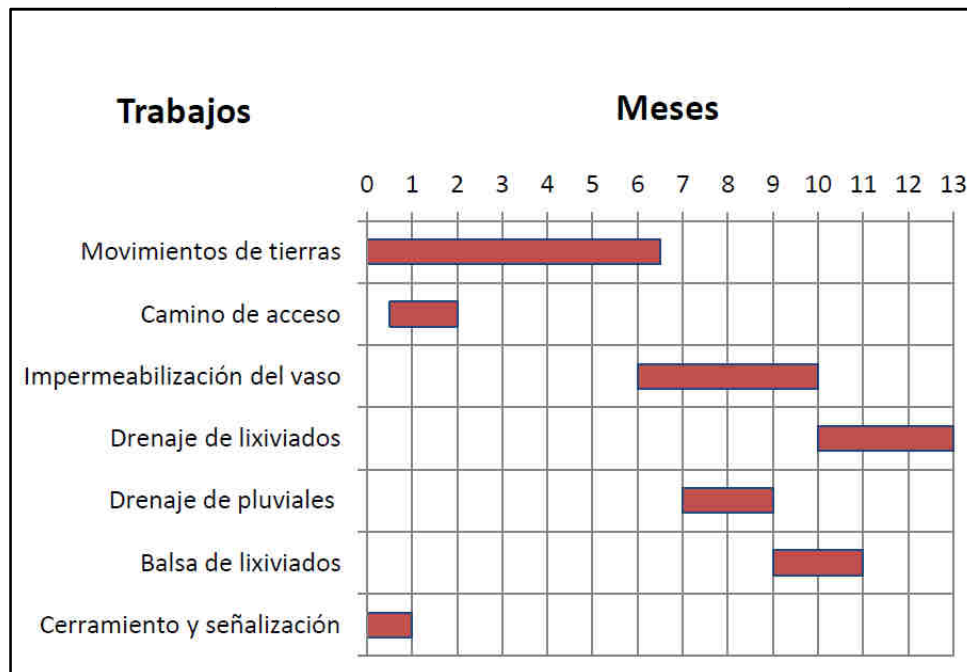 Trabajos Meses
0 1 2 3 4 5 6 7 8 9 10 11 12 13
Movimientos de tierras
Camino de acceso
Impermeabilización del vaso
Drenaje de lixiviados
Drenaje de pluviales
Balsa de lixiviados
Cerramiento y señalización